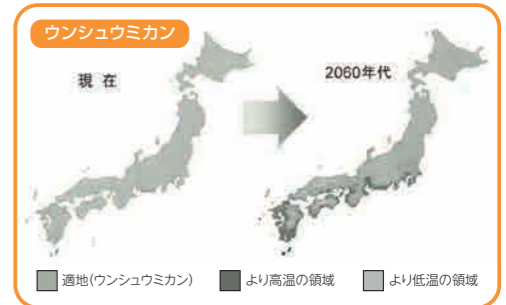 ウンシュウミカン
現 在
2060年代
適地(ウンシュウミカン)
より高温の領域
より低温の領域